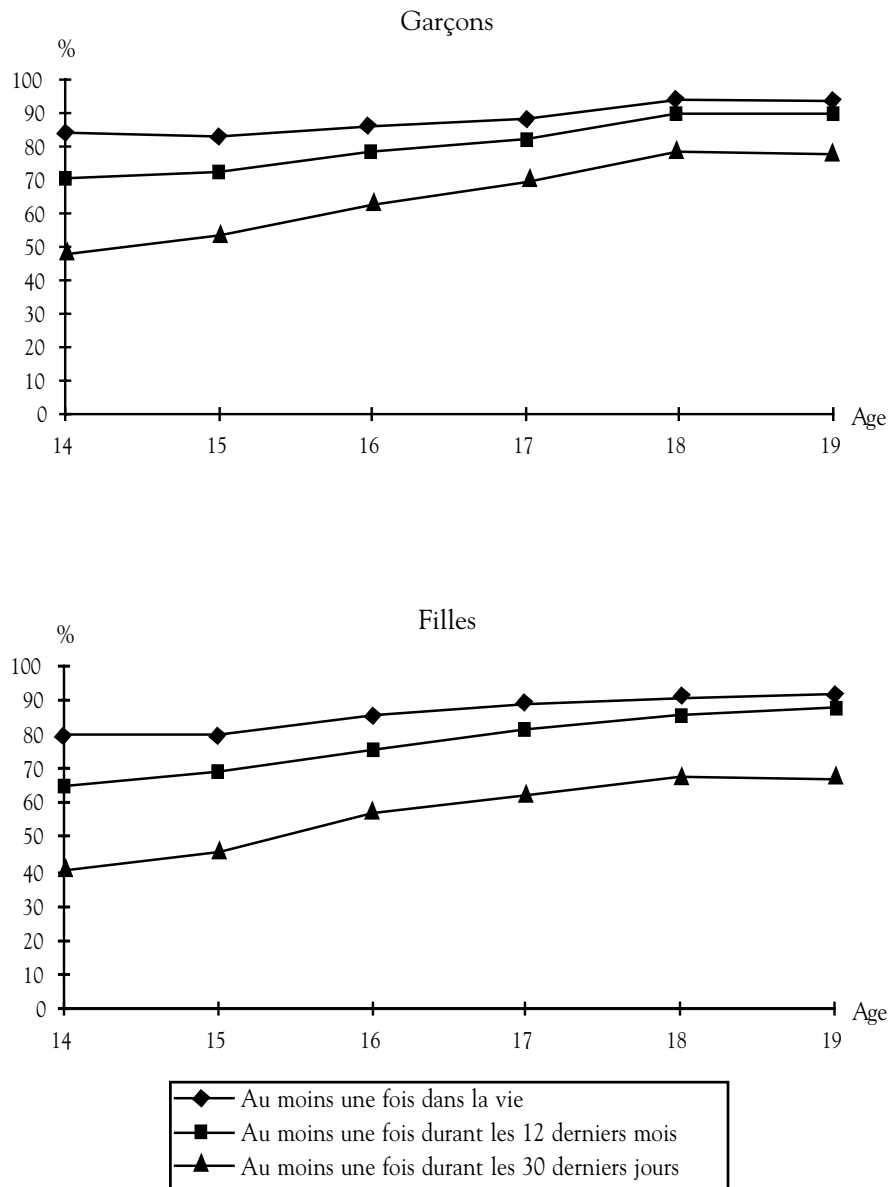 Garçons
%
100
90
80
70
60
50
40
30
20
10
0
Age
14 15 16 17 18 19
Filles
%
100
90
80
70
60
50
40
30
20
10
0
Age
14 15 16 17 18 19
Au moins une fois dans la vie
Au moins une fois durant les 12 derniers mois
Au moins une fois durant les 30 derniers jours